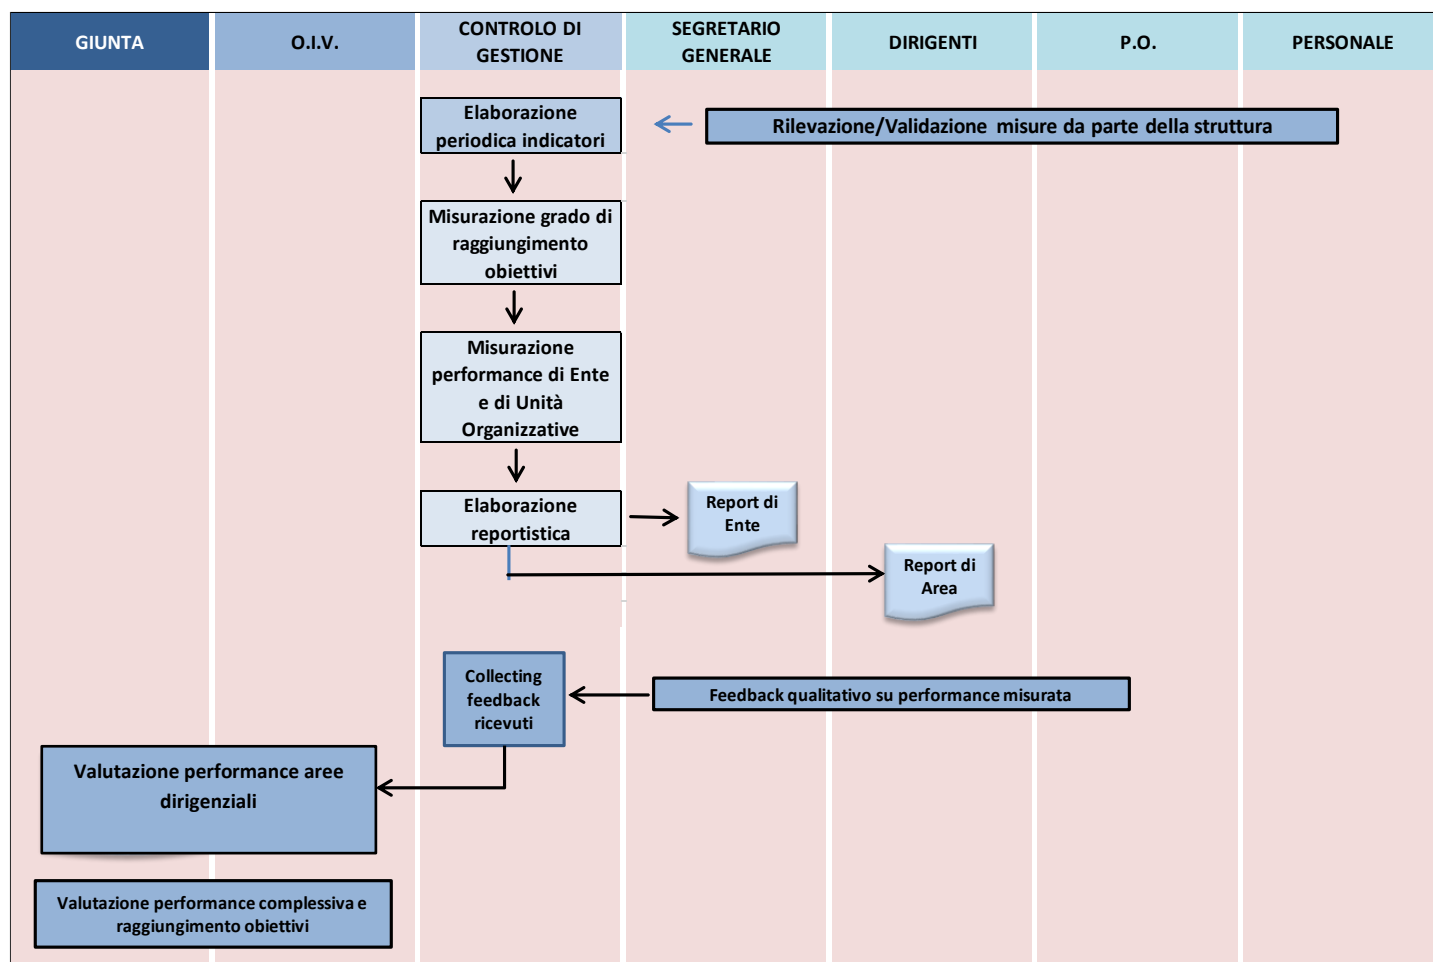 GIUNTA
O.I.V.
CONTROLO DI
GESTIONE
SEGRETARIO
GENERALE
DIRIGENTI
P.O.
PERSONALE
Elaborazione
periodica indicatori
Rilevazione/Validazione misure da parte della struttura
Misurazione grado di
raggiungimento
obiettivi
Misurazione
performance di Ente
e di Unità
Organizzative
Elaborazione
reportistica
Report di
Ente
Report di
Area
Collecting
feedback
ricevuti
Feedback qualitativo su performance misurata
Valutazione performance aree
dirigenziali
Valutazione performance complessiva e
raggiungimento obiettivi